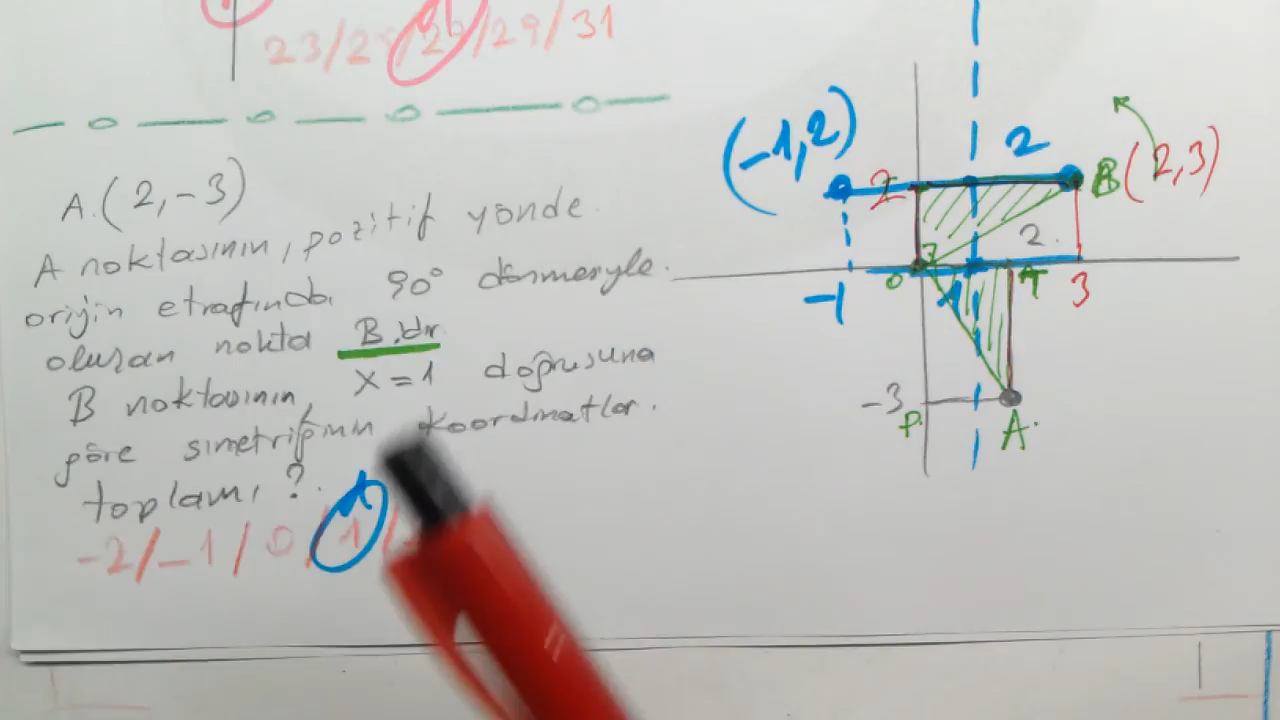 23/2 /29/31
A.(2,-3)
A noktasının, pozitif yönde
orijin etrafında 90° dönmesiyle.
oluşan nokta B.dır
B noktasının, x=1 doğrusuna
göre simetriğinin koordinatlar.
toplamı?
-2/-1/0/1/
(-1,2)
2
2
B(2,3)
2.
0
1
T
3
-1
-3
P.
A.